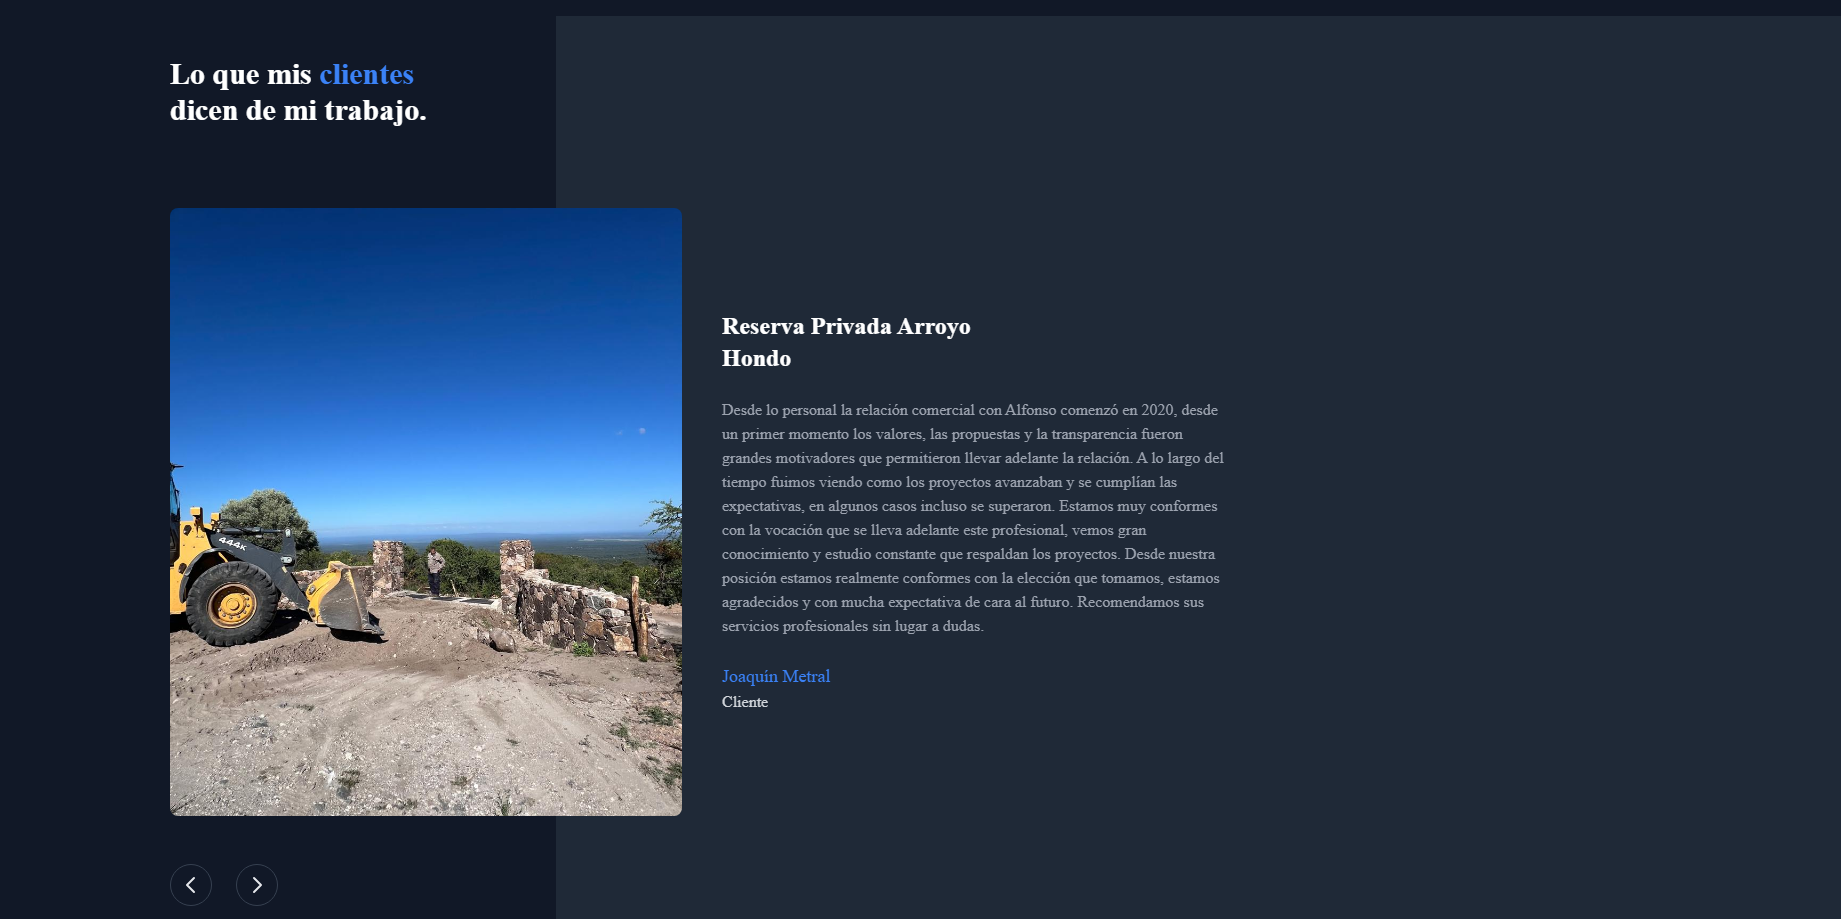 Lo que mis clientes
dicen de mi trabajo.
444K
Reserva Privada Arroyo
Hondo
Desde lo personal la relación comercial con Alfonso comenzó en 2020, desde
un primer momento los valores, las propuestas y la transparencia fueron
grandes motivadores que permitieron llevar adelante la relación. A lo largo del
tiempo fuimos viendo como los proyectos avanzaban y se cumplían las
expectativas, en algunos casos incluso se superaron. Estamos muy conformes
con la vocación que se lleva adelante este profesional, vemos gran
conocimiento y estudio constante que respaldan los proyectos. Desde nuestra
posición estamos realmente conformes con la elección que tomamos, estamos
agradecidos y con mucha expectativa de cara al futuro. Recomendamos sus
servicios profesionales sin lugar a dudas.
Joaquín Metral
Cliente